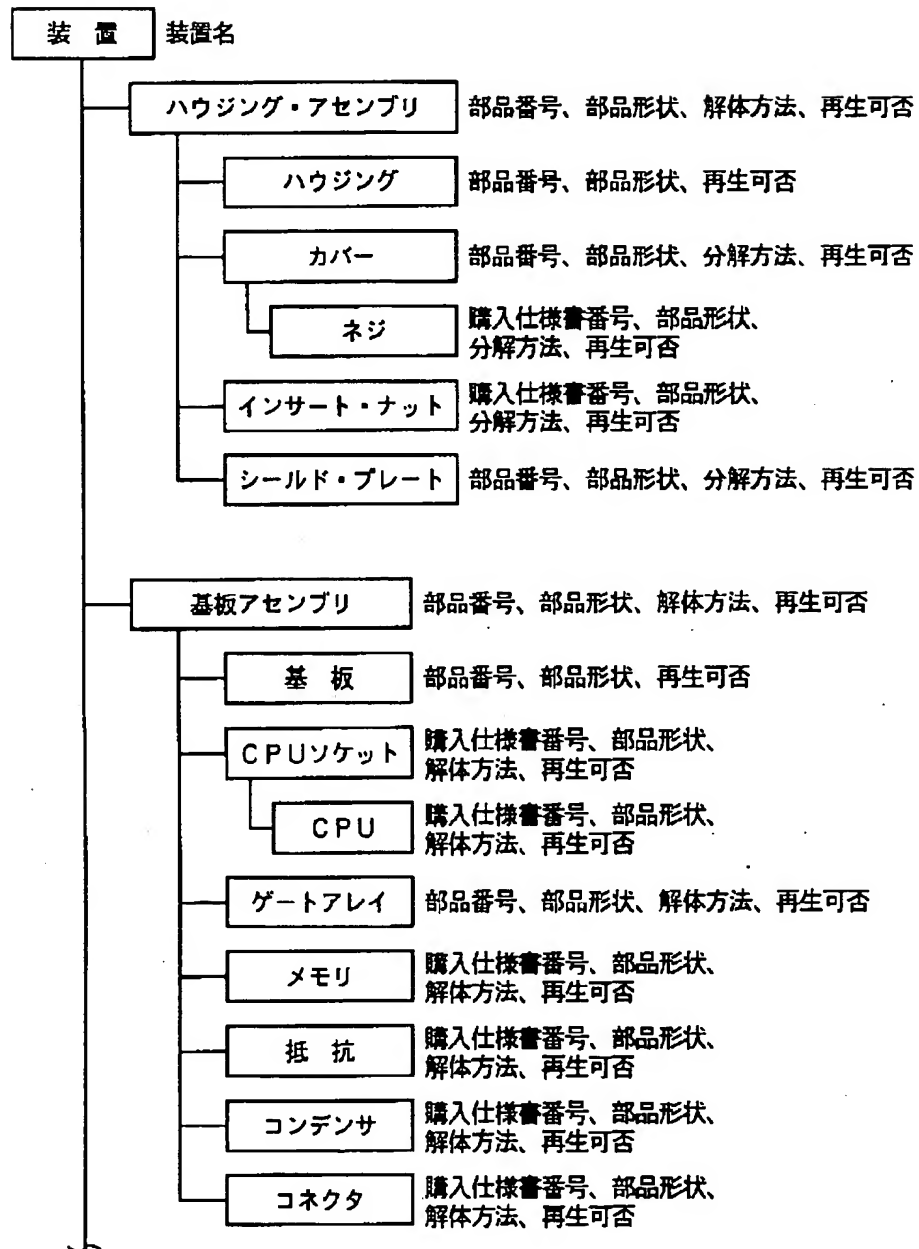 装 置 装置名
ハウジング・アセンブリ 部品番号、部品形状、解体方法、再生可否
ハウジング 部品番号、部品形状、再生可否
カバー 部品番号、部品形状、分解方法、再生可否
ネジ 購入仕様書番号、部品形状、
分解方法、再生可否
インサート・ナット 購入仕様書番号、部品形状、
分解方法、再生可否
シールド・プレート 部品番号、部品形状、分解方法、再生可否
基板アセンブリ 部品番号、部品形状、解体方法、再生可否
基 板 部品番号、部品形状、再生可否
CPUソケット 購入仕様書番号、部品形状、
解体方法、再生可否
CPU 購入仕様書番号、部品形状、
解体方法、再生可否
ゲートアレイ 部品番号、部品形状、解体方法、再生可否
メモリ 購入仕様書番号、部品形状、
解体方法、再生可否
抵 抗 購入仕様書番号、部品形状、
解体方法、再生可否
コンデンサ 購入仕様書番号、部品形状、
解体方法、再生可否
コネクタ 購入仕様書番号、部品形状、
解体方法、再生可否